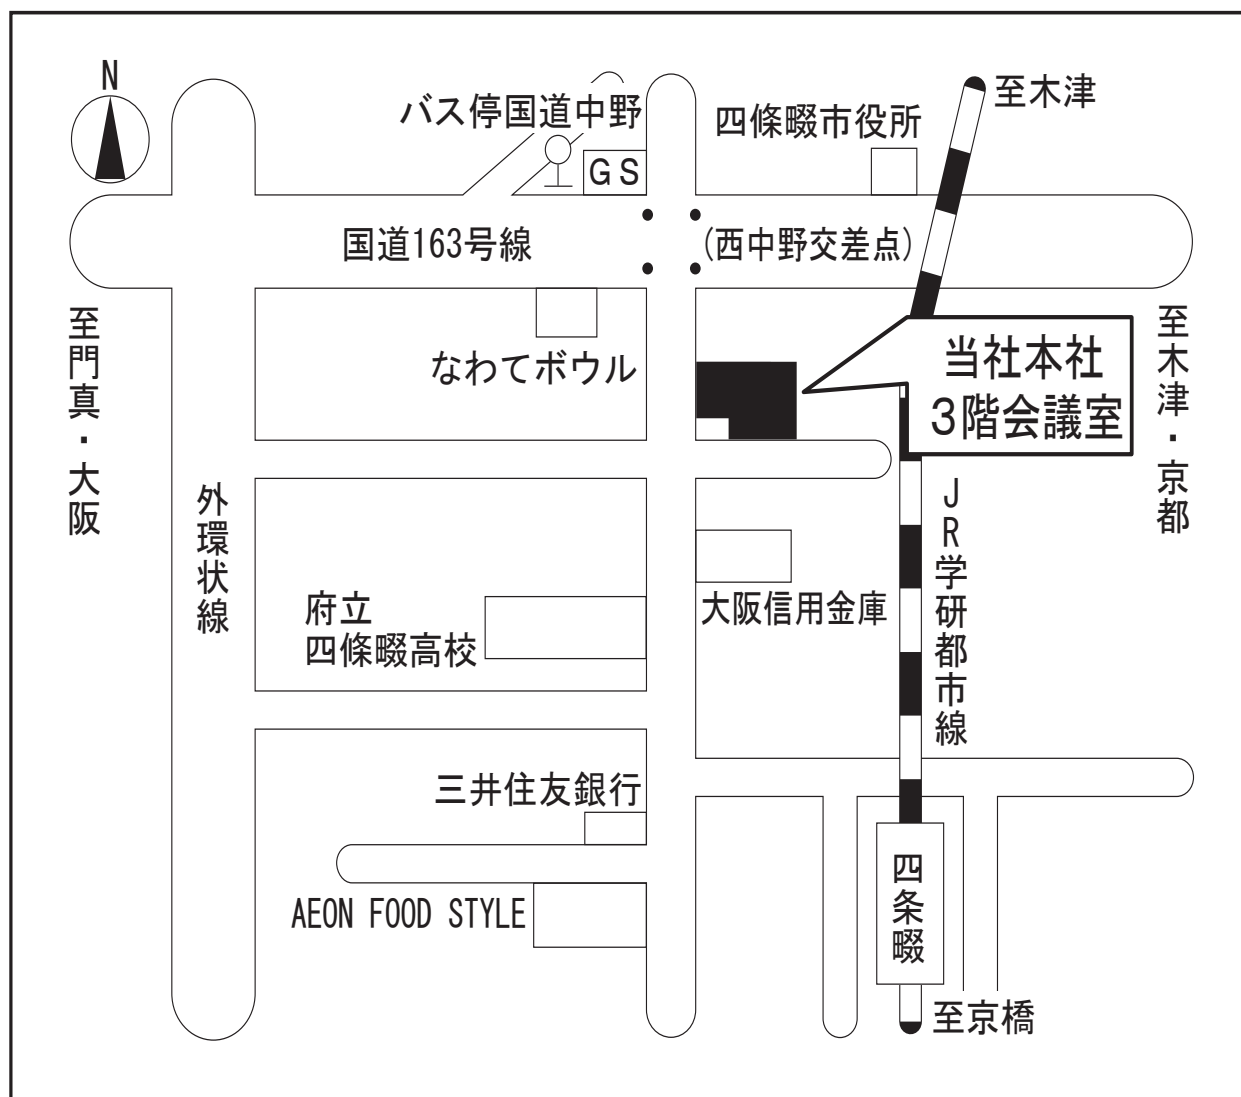 N
バス停国道中野
四條畷市役所
至木津
GS
国道163号線
(西中野交差点)
至門真・大阪
至木津・京都
なわてボウル
当社本社
3階会議室
外環状線
JR学研都市線
府立
四條畷高校
大阪信用金庫
三井住友銀行
AEON FOOD STYLE
四条畷
至京橋